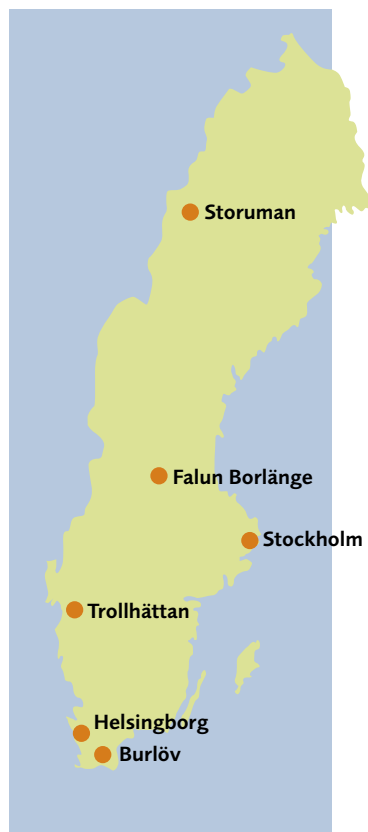 Storuman
Falun Borlänge
Stockholm
Trollhättan
Helsingborg
Burlöv